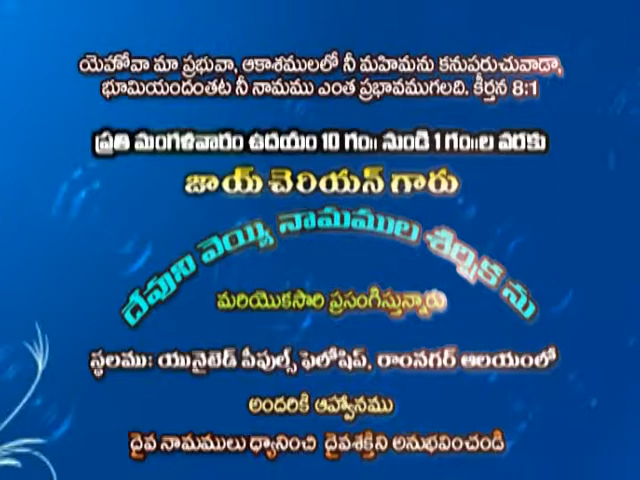 యెహోవా మా ప్రభువా, ఆకాశములలో నీ మహిమను కనుపరుచువాడా,
భూమియందంతట నీ నామము ఎంత ప్రభావముగలది. కీర్తన 8:1
ప్రతి మంగళవారం ఉదయం 10 గం॥ నుండి 1 గం॥ల వరకు
జాయ్ చెరియన్ గారు
దేవుని వెయ్యి నామముల శీర్షిక ను
మరియొకసారి ప్రసంగిస్తున్నారు
స్థలము: యునైటెడ్ పీపుల్స్ ఫెలోషిప్, రాంనగర్ ఆలయంలో
అందరికి ఆహ్వానము
దైవ నామములు ధ్యానించి దైవశక్తిని అనుభవించండి